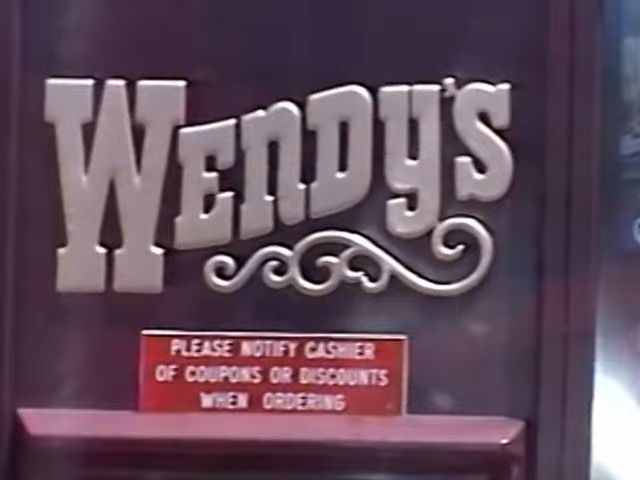 WENDY'S
PLEASE NOTIFY CASHIER
OF COUPONS OR DISCOUNTS
WHEN ORDERING